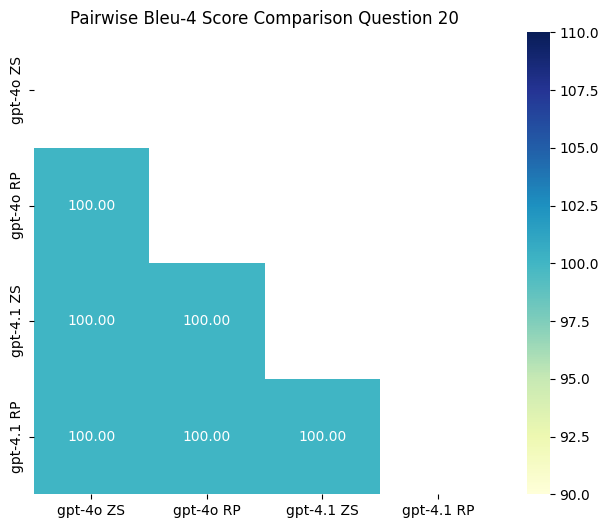 Pairwise Bleu-4 Score Comparison Question 20
gpt-4o ZS
gpt-4o RP
100.00
gpt-4.1 ZS
100.00 100.00
gpt-4.1 RP
100.00 100.00 100.00
gpt-4o ZS gpt-4o RP gpt-4.1 ZS gpt-4.1 RP
110.0
107.5
105.0
102.5
100.0
97.5
95.0
92.5
90.0